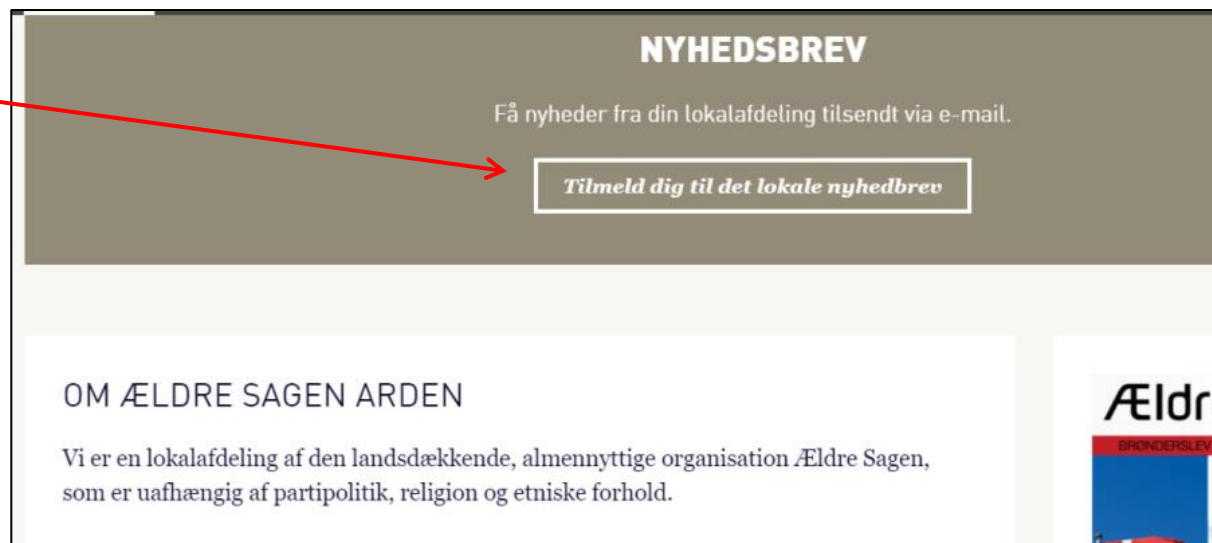 NYHEDSBREV
Få nyheder fra din lokalafdeling tilsendt via e-mail.
Tilmeld dig til det lokale nyhedbrev
OM ÆLDRE SAGEN ARDEN
Vi er en lokalafdeling af den landsdækkende, almennyttige organisation Ældre Sagen,
som er uafhængig af partipolitik, religion og etniske forhold.
Ældr
BRØNDERSLEV